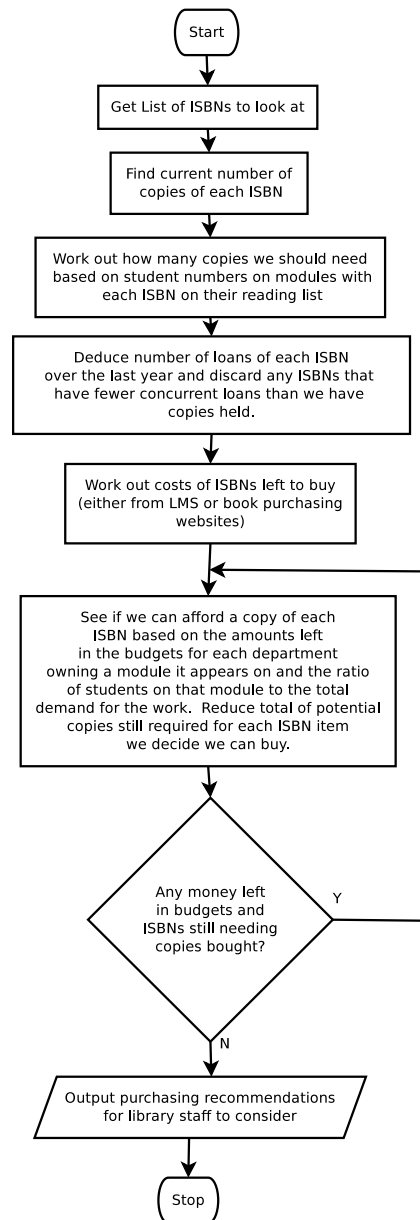 Start
Get List of ISBNs to look at
Find current number of
copies of each ISBN
Work out how many copies we should need
based on student numbers on modules with
each ISBN on their reading list
Deduce number of loans of each ISBN
over the last year and discard any ISBNs that
have fewer concurrent loans than we have
copies held.
Work out costs of ISBNs left to buy
(either from LMS or book purchasing
websites)
See if we can afford a copy of each
ISBN based on the amounts left
in the budgets for each department
owning a module it appears on and the ratio
of students on that module to the total
demand for the work.  Reduce total of potential
copies still required for each ISBN item
we decide we can buy.
Any money left
in budgets and
ISBNs still needing
copies bought?
Y
N
Output purchasing recommendations
for library staff to consider
Stop